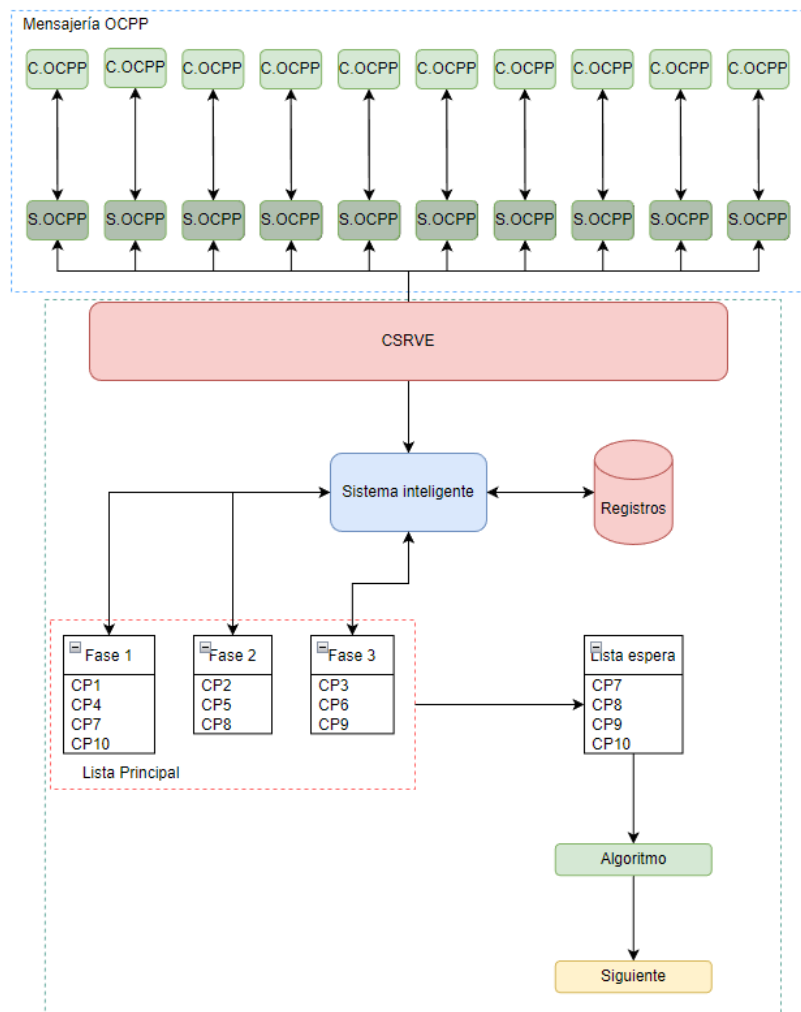 Mensajería OCPP
C.OCPP C.OCPP C.OCPP C.OCPP C.OCPP C.OCPP C.OCPP C.OCPP C.OCPP C.OCPP
S.OCPP S.OCPP S.OCPP S.OCPP S.OCPP S.OCPP S.OCPP S.OCPP S.OCPP S.OCPP
CSRVE
Sistema inteligente
Registros
Fase 1
CP1
CP4
CP7
CP10
Fase 2
CP2
CP5
CP8
Fase 3
CP3
CP6
CP9
Lista Principal
Lista espera
CP7
CP8
CP9
CP10
Algoritmo
Siguiente